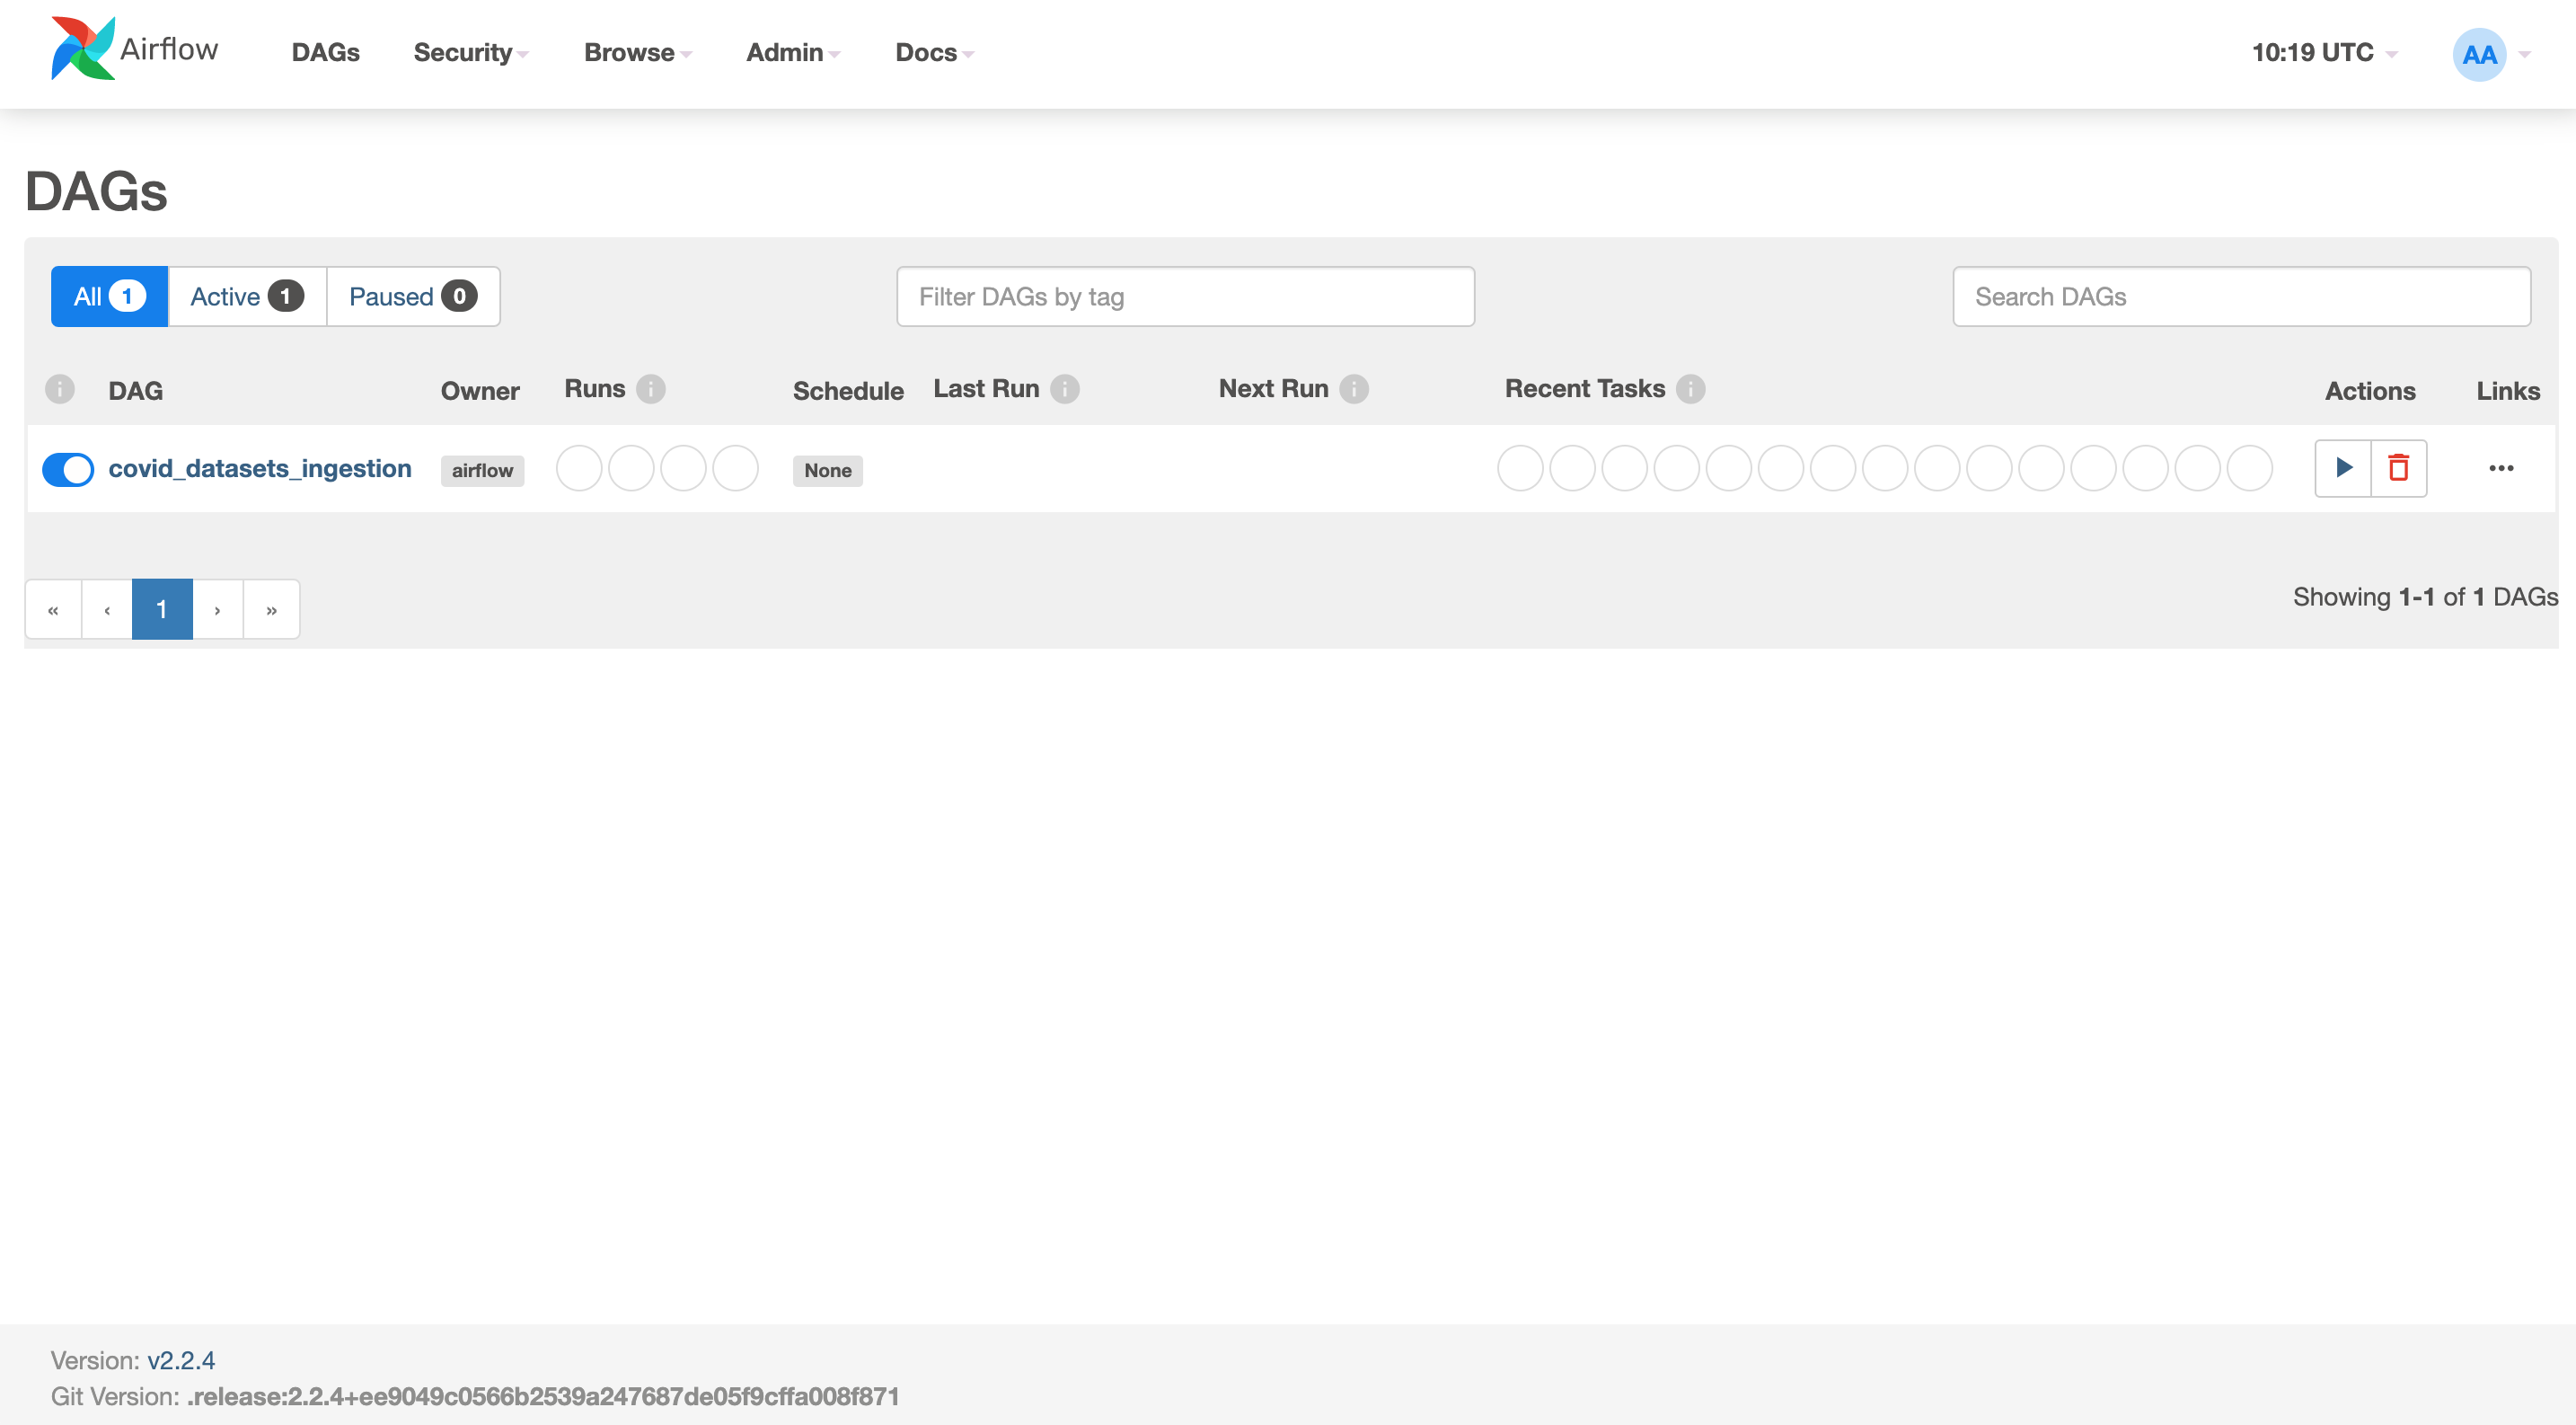 Airflow DAGs Security Browse Admin Docs 10:19 UTC AA
DAGs
All 1 Active 1 Paused 0 Filter DAGs by tag Search DAGs
i DAG Owner Runs i Schedule Last Run i Next Run i Recent Tasks i Actions Links
covid_datasets_ingestion airflow None ...
« ‹ 1 › » Showing 1-1 of 1 DAGs
Version: v2.2.4
Git Version: .release:2.2.4+ee9049c0566b2539a247687de05f9cffa008f871